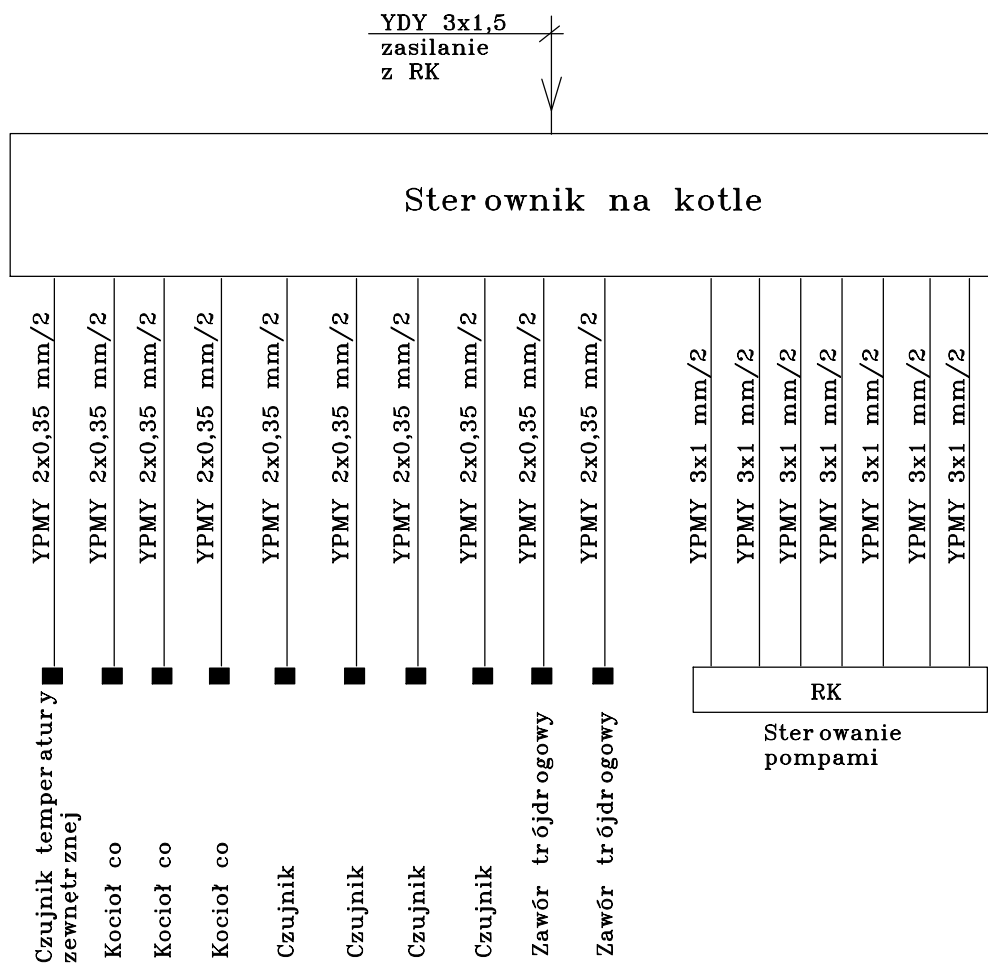 YDY 3x1,5
zasilanie
z RK
Sterownik na kotle
YPMY 2x0,35 mm/2
YPMY 2x0,35 mm/2
YPMY 2x0,35 mm/2
YPMY 2x0,35 mm/2
YPMY 2x0,35 mm/2
YPMY 2x0,35 mm/2
YPMY 2x0,35 mm/2
YPMY 2x0,35 mm/2
YPMY 2x0,35 mm/2
YPMY 2x0,35 mm/2
YPMY 3x1 mm/2
YPMY 3x1 mm/2
YPMY 3x1 mm/2
YPMY 3x1 mm/2
YPMY 3x1 mm/2
YPMY 3x1 mm/2
YPMY 3x1 mm/2
Czujnik temperatury
zewnętrznej
Kocioł co
Kocioł co
Kocioł co
Czujnik
Czujnik
Czujnik
Czujnik
Zawór trójdrogowy
Zawór trójdrogowy
RK
Sterowanie
pompami